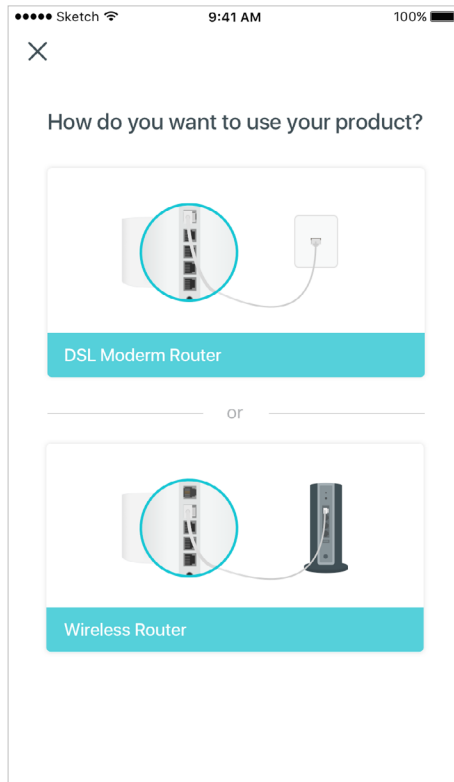 ●●●●● Sketch 9:41 AM 100%
How do you want to use your product?
DSL Moderm Router
or
Wireless Router